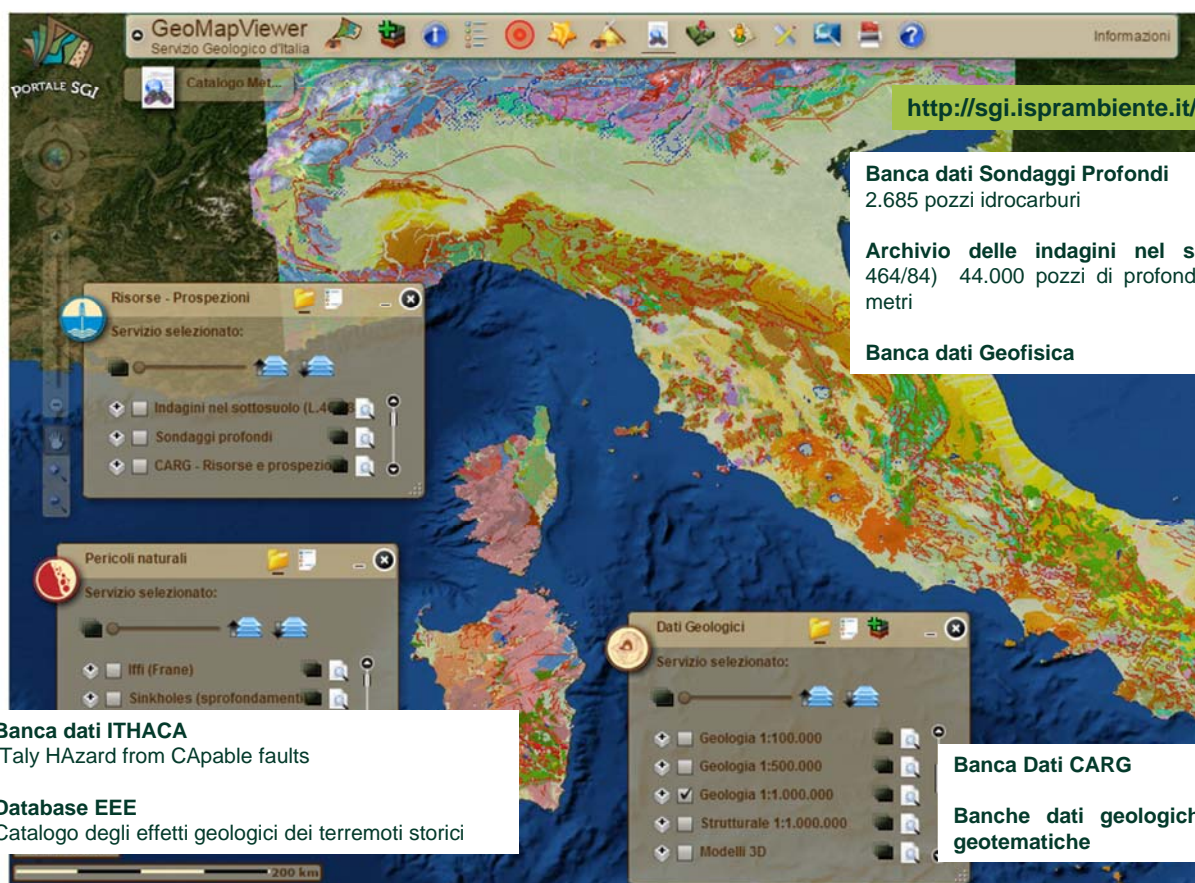 GeoMapViewer
Servizio Geologico d'Italia
Informazioni
PORTALE SGI
Catalogo Met...
http://sgi.isprambiente.it/
Banca dati Sondaggi Profondi
2.685 pozzi idrocarburi
Archivio delle indagini nel s
464/84) 44.000 pozzi di profond
metri
Banca dati Geofisica
Risorse - Prospezioni
Servizio selezionato:
Indagini nel sottosuolo (L.4
Sondaggi profondi
CARG - Risorse e prospezio
Pericoli naturali
Servizio selezionato:
Iffi (Frane)
Sinkholes (sprofondamenti
Banca dati ITHACA
Taly HAzard from CApable faults
Database EEE
Catalogo degli effetti geologici dei terremoti storici
200 km
Dati Geologici
Servizio selezionato:
Geologia 1:100.000
Geologia 1:500.000
Geologia 1:1.000.000
Strutturale 1:1.000.000
Modelli 3D
Banca Dati CARG
Banche dati geologich
geotematiche